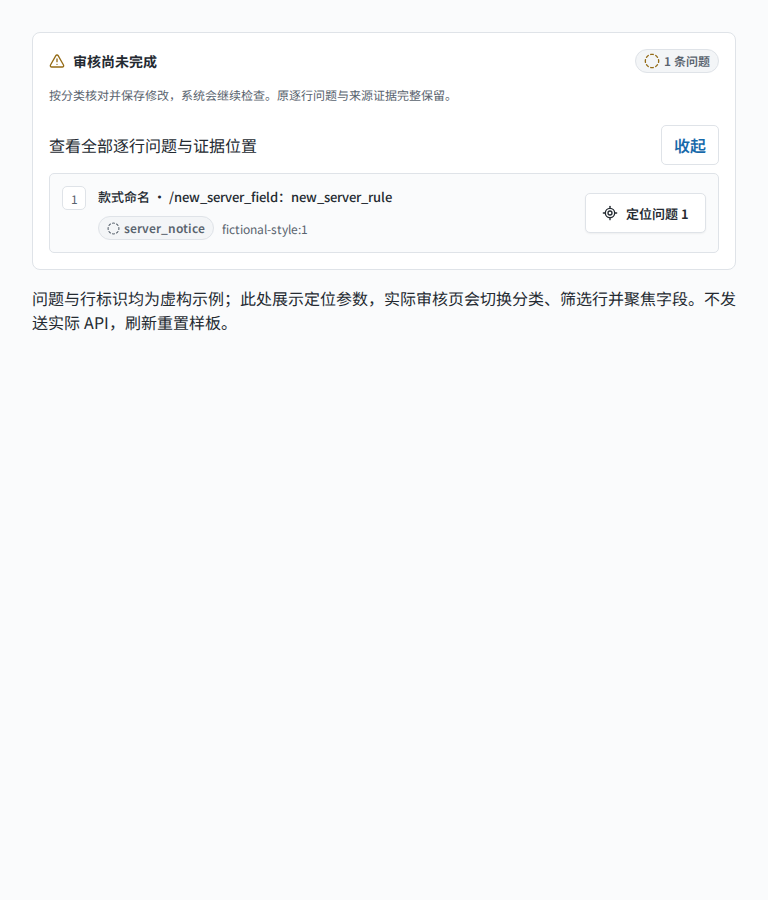 审核尚未完成
1 条问题
按分类核对并保存修改，系统会继续检查。原逐行问题与来源证据完整保留。
查看全部逐行问题与证据位置
收起
1
款式命名 · /new_server_field：new_server_rule
server_notice
fictional-style:1
定位问题 1
问题与行标识均为虚构示例；此处展示定位参数，实际审核页会切换分类、筛选行并聚焦字段。不发
送实际 API，刷新重置样板。